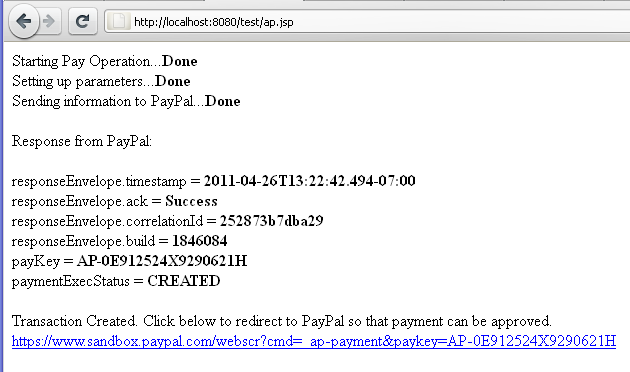 http://localhost:8080/test/ap.jsp
Starting Pay Operation...Done
Setting up parameters...Done
Sending information to PayPal...Done
Response from PayPal:
responseEnvelope.timestamp = 2011-04-26T13:22:42.494-07:00
responseEnvelope.ack = Success
responseEnvelope.correlationId = 252873b7dba29
responseEnvelope.build = 1846084
payKey = AP-0E912524X9290621H
paymentExecStatus = CREATED
Transaction Created. Click below to redirect to PayPal so that payment can be approved.
https://www.sandbox.paypal.com/webscr?cmd=_ap-payment&paykey=AP-0E912524X9290621H